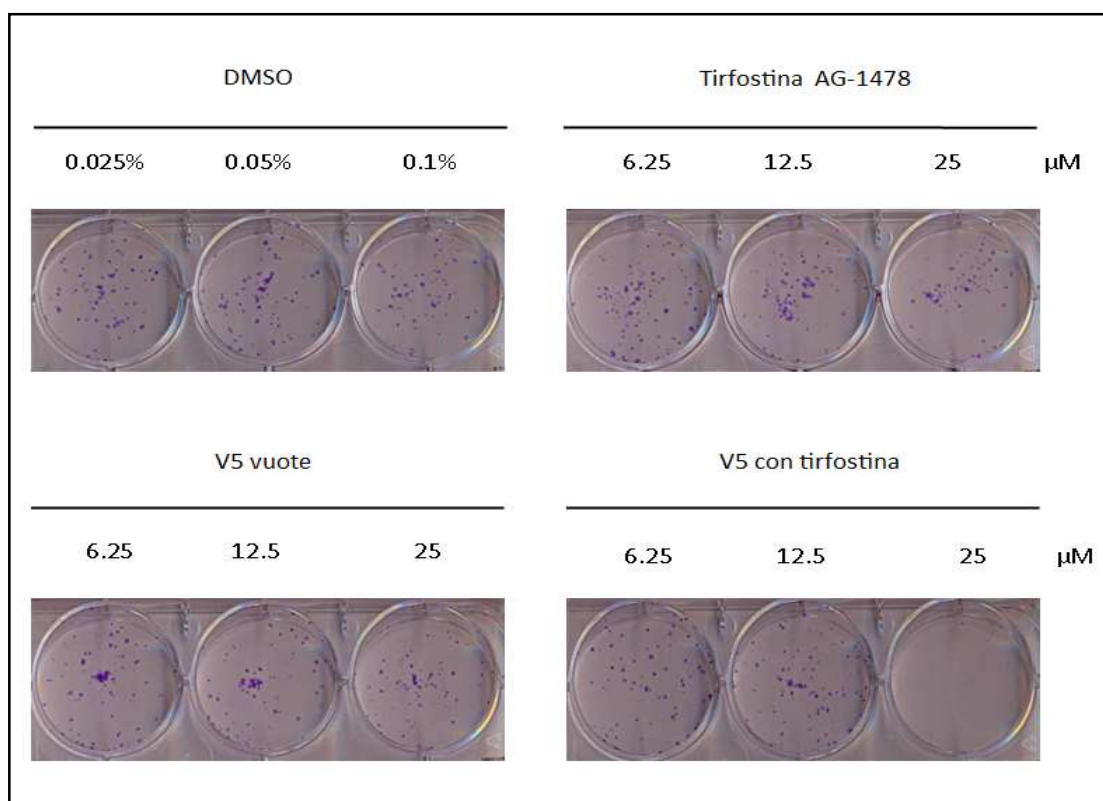 DMSO
0.025% 0.05% 0.1%
Tirfostina AG-1478
6.25 12.5 25 µM
V5 vuote
6.25 12.5 25
V5 con tirfostina
6.25 12.5 25 µM